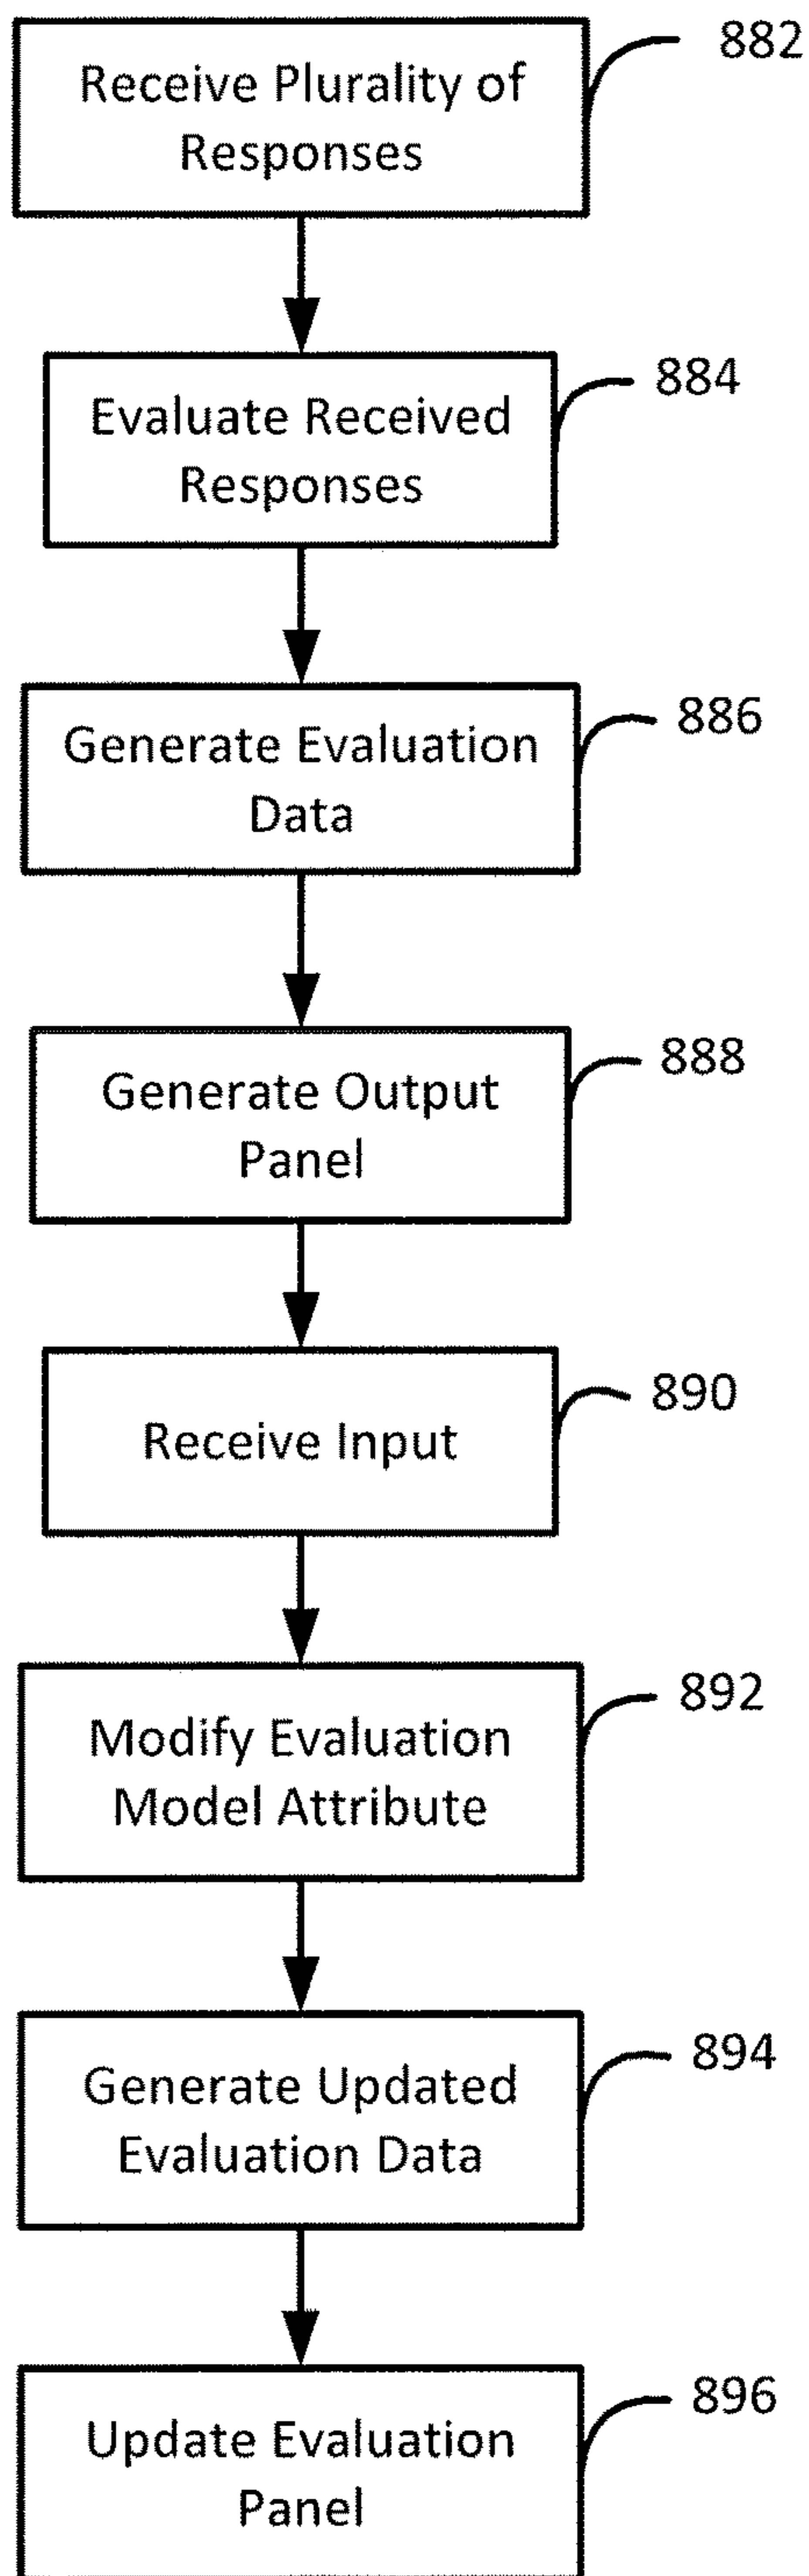 882
Receive Plurality of
Responses
884
Evaluate Received
Responses
886
Generate Evaluation
Data
888
Generate Output
Panel
890
Receive Input
892
Modify Evaluation
Model Attribute
894
Generate Updated
Evaluation Data
896
Update Evaluation
Panel